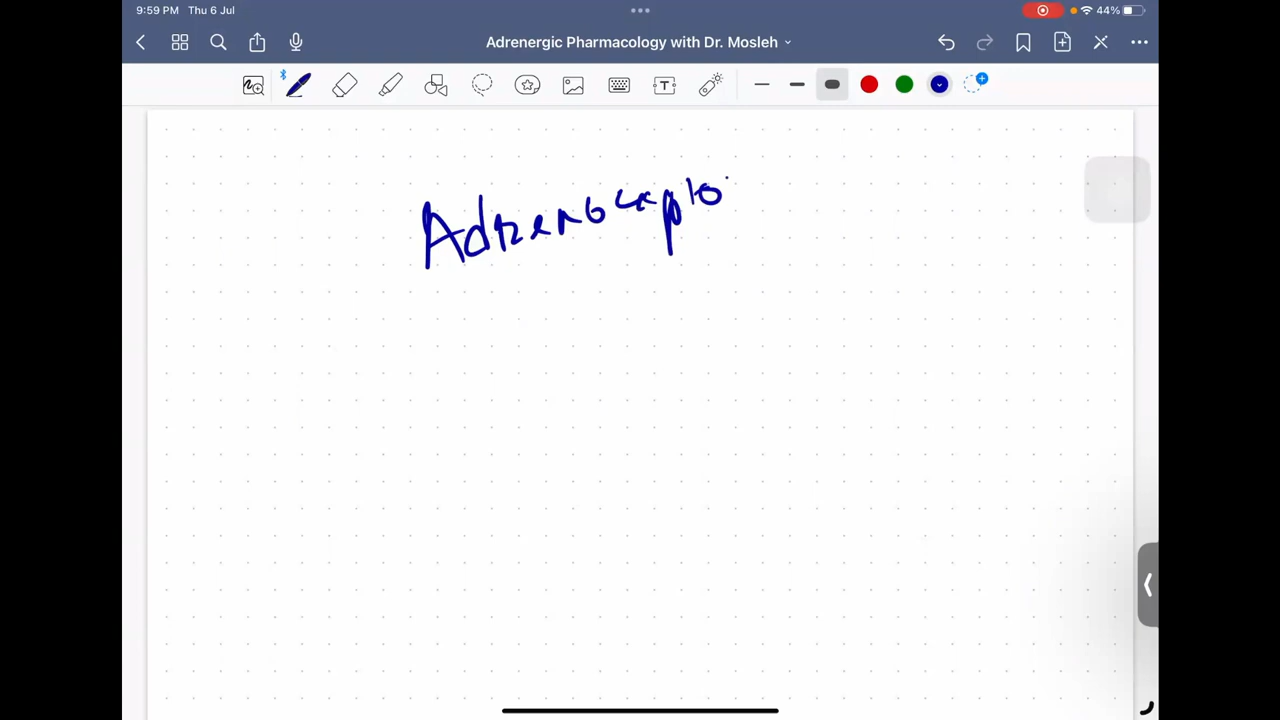 9:59 PM Thu 6 Jul 44%
Adrenergic Pharmacology with Dr. Mosleh
T
Adrenocepto